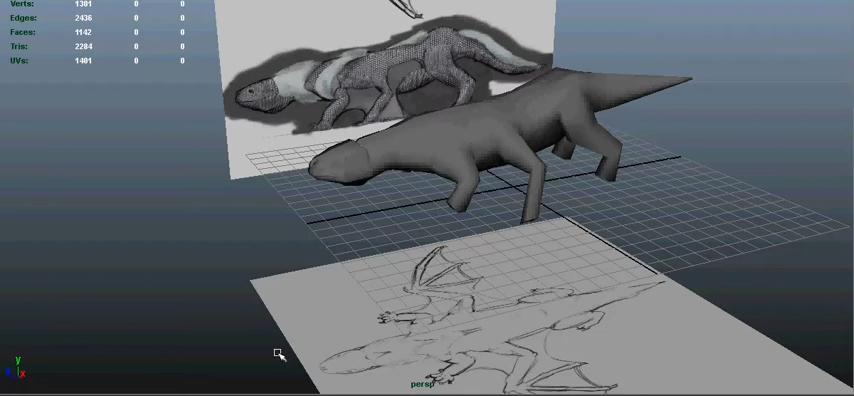 Verts: 1301 0 0
Edges: 2436 0 0
Faces: 1142 0 0
Tris: 2284 0 0
UVs: 1401 0 0
y
x
persp